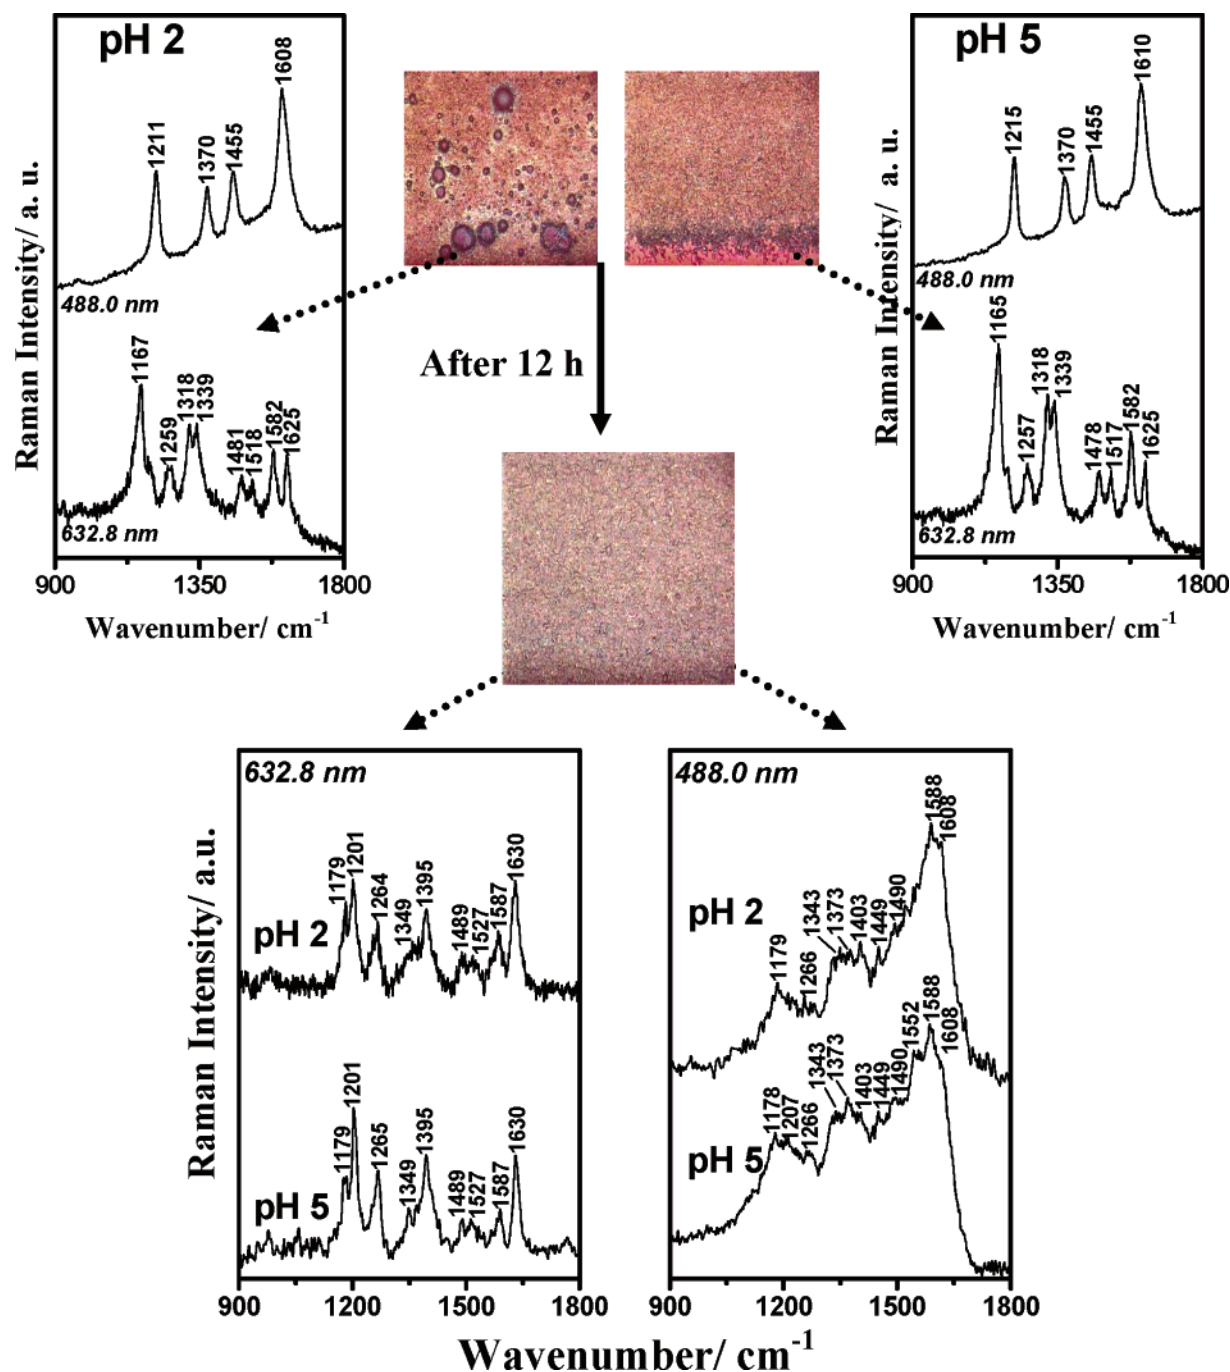 pH 2
1211
1370
1455
1608
488.0 nm
1167
1259
1318
1339
1481
1518
1582
1625
632.8 nm
Raman Intensity/ a. u.
900 1350 1800
Wavenumber/ cm-1
After 12 h
pH 5
1215
1370
1455
1610
488.0 nm
1165
1257
1318
1339
1478
1517
1582
1625
632.8 nm
Raman Intensity/ a. u.
900 1350 1800
Wavenumber/ cm-1
632.8 nm
pH 2
1179
1201
1264
1349
1395
1489
1527
1587
1630
pH 5
1179
1201
1265
1349
1395
1489
1527
1587
1630
Raman Intensity/ a.u.
900 1200 1500 1800
488.0 nm
pH 2
1179
1266
1343
1373
1403
1449
1490
1588
1608
pH 5
1178
1207
1266
1343
1373
1403
1449
1490
1552
1588
1608
900 1200 1500 1800
Wavenumber/ cm-1